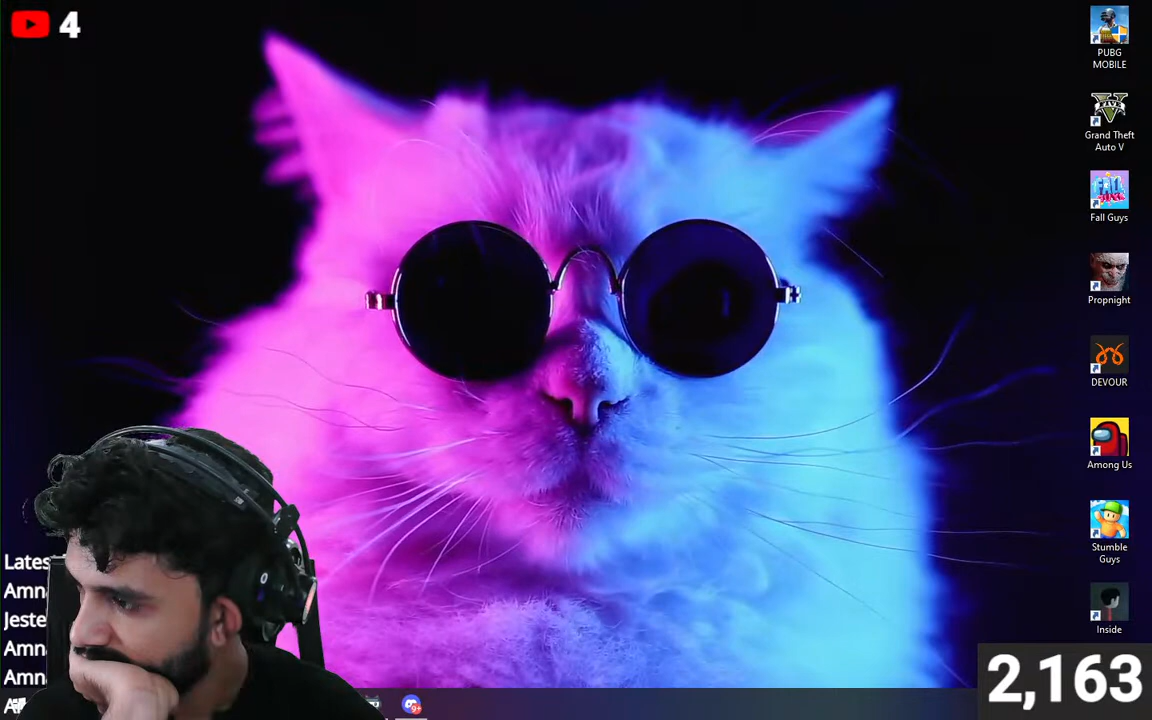 4
PUBG
MOBILE
Grand Theft
Auto V
Fall Guys
Propnight
DEVOUR
Among Us
Stumble
Guys
Inside
2,163